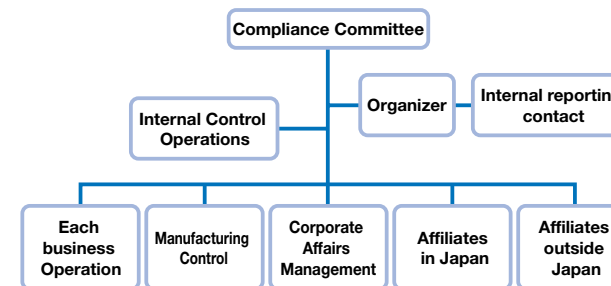 Compliance Committee
Organizer
Internal reportin
contact
Internal Control
Operations
Each
business
Operation
Manufacturing
Control
Corporate
Affairs
Management
Affiliates
in Japan
Affiliates
outside
Japan